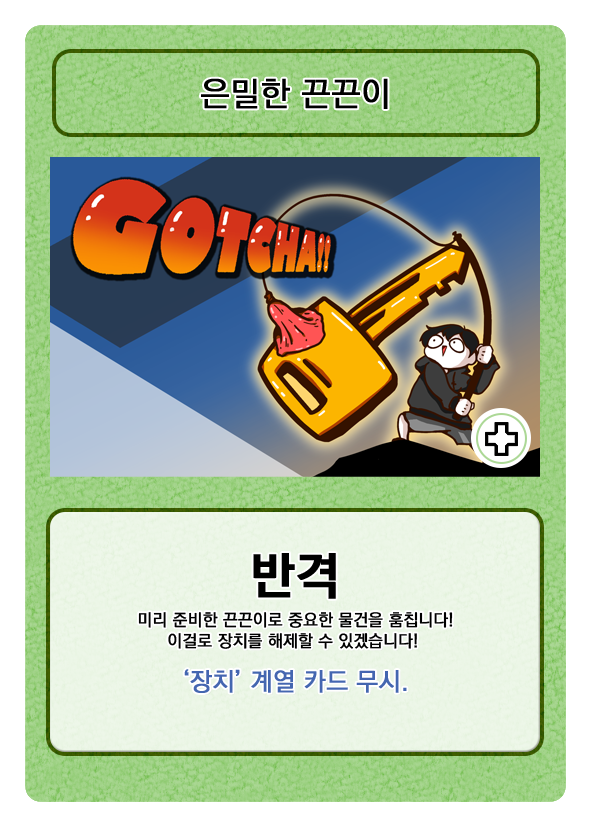 은밀한 끈끈이
GOTCHA!!
반격
미리 준비한 끈끈이로 중요한 물건을 훔칩니다!
이걸로 장치를 해제할 수 있겠습니다!
‘장치’ 계열 카드 무시.